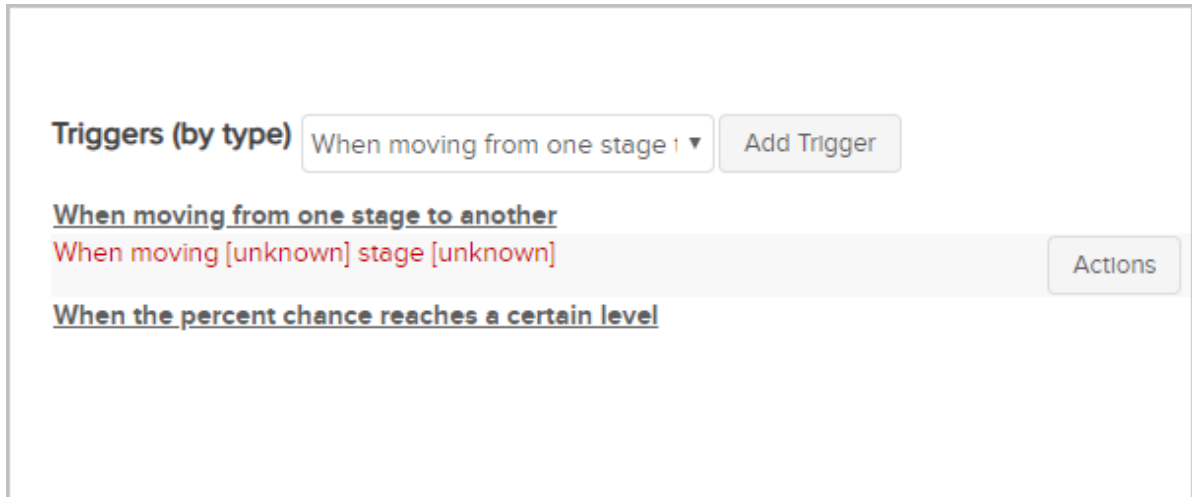 Triggers (by type) When moving from one stage t Add Trigger
When moving from one stage to another
When moving [unknown] stage [unknown] Actions
When the percent chance reaches a certain level